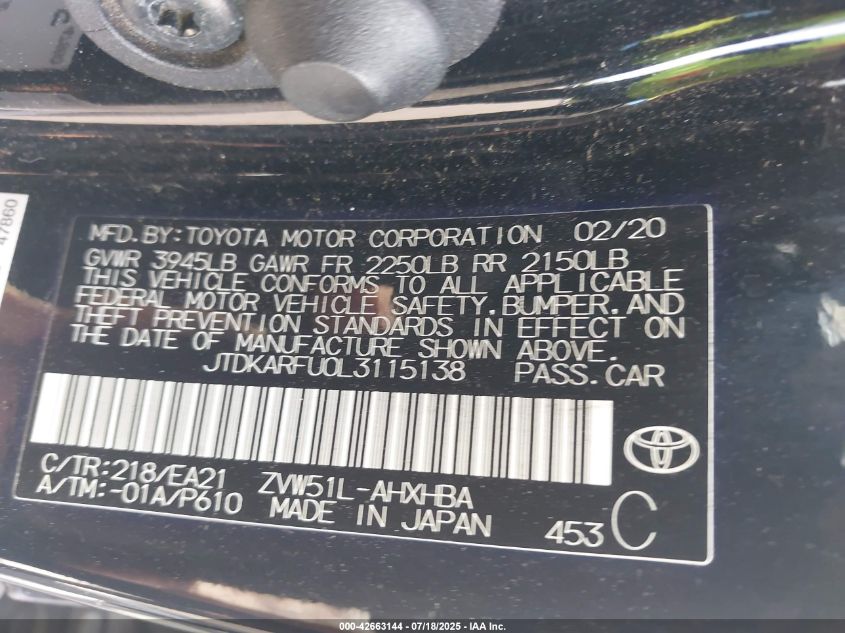 47860
MFD.BY:TOYOTA MOTOR CORPORATION 02/20
GVWR 3945LB GAWR FR 2250LB RR 2150LB
THIS VEHICLE CONFORMS TO ALL APPLICABLE
FEDERAL MOTOR VEHICLE SAFETY,BUMPER,AND
THEFT PREVENTION STANDARDS IN EFFECT ON
THE DATE OF MANUFACTURE SHOWN ABOVE.
JTDKARFU0L3115138 PASS.CAR
C/TR:218/EA21 ZVW51L-AHXHBA
A/TM:-01A/P610 MADE IN JAPAN 453 C
000-42663144 - 07/18/2025 - IAA Inc.